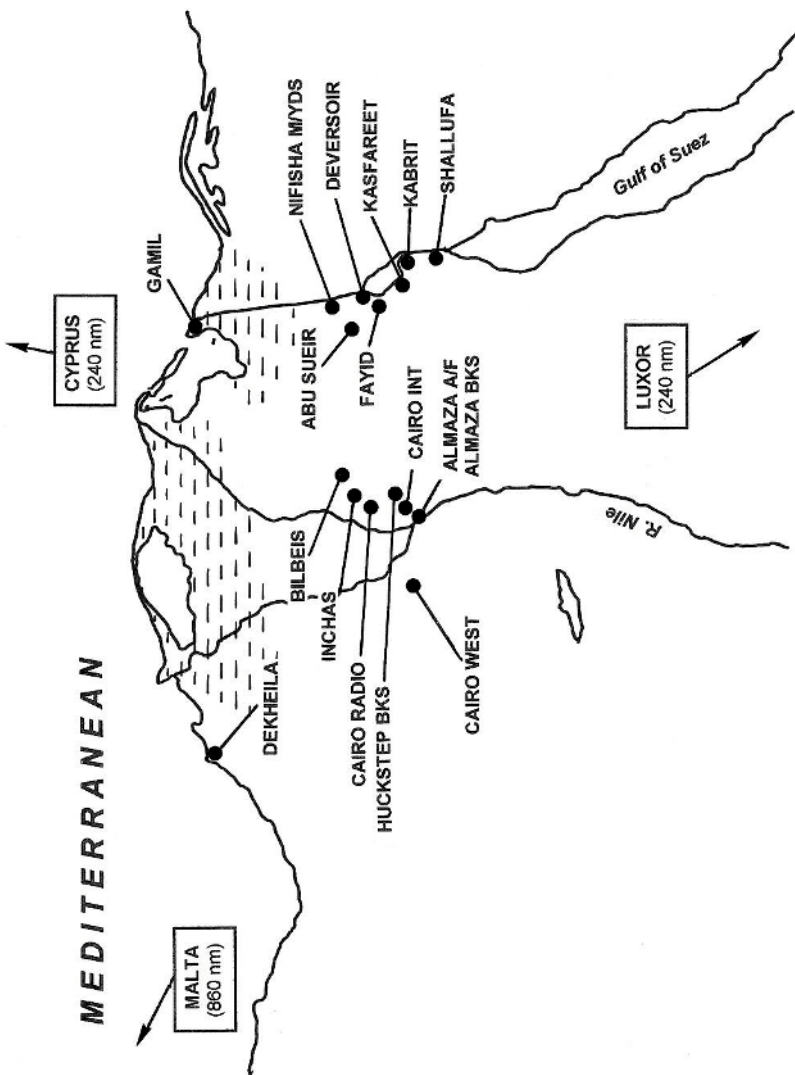 MEDITERRANEAN
MALTA
(860 nm)
CYPRUS
(240 nm)
GAMIL
NIFISHA M/YDS
DEVERSOIR
KASFAREET
KABRIT
SHALLUFA
ABU SUEIR
FAYID
Gulf of Suez
DEKHEILA
BILBEIS
INCHAS
CAIRO RADIO
HUCKSTEP BKS
CAIRO WEST
CAIRO INT
ALMAZA A/F
ALMAZA BKS
R. Nile
LUXOR
(240 nm)